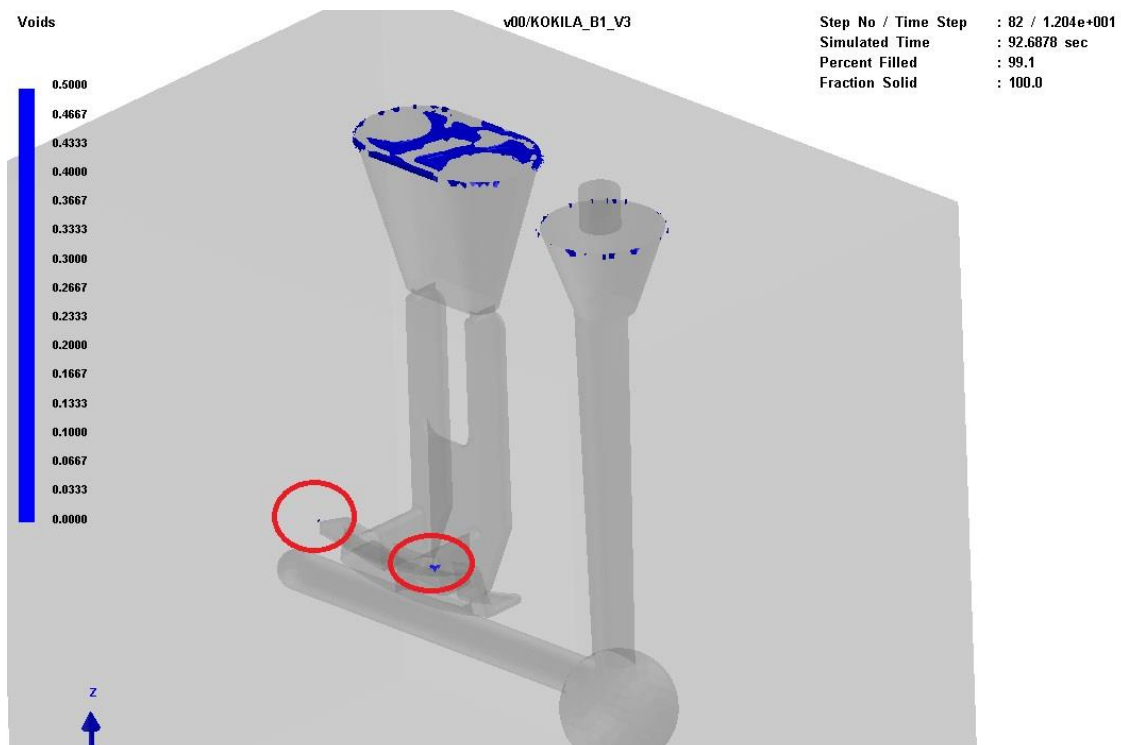 Voids
v00/KOKILA_B1_V3
Step No / Time Step : 82 / 1.204e+001
Simulated Time : 92.6878 sec
Percent Filled : 99.1
Fraction Solid : 100.0
0.5000
0.4667
0.4333
0.4000
0.3667
0.3333
0.3000
0.2667
0.2333
0.2000
0.1667
0.1333
0.1000
0.0667
0.0333
0.0000
Z